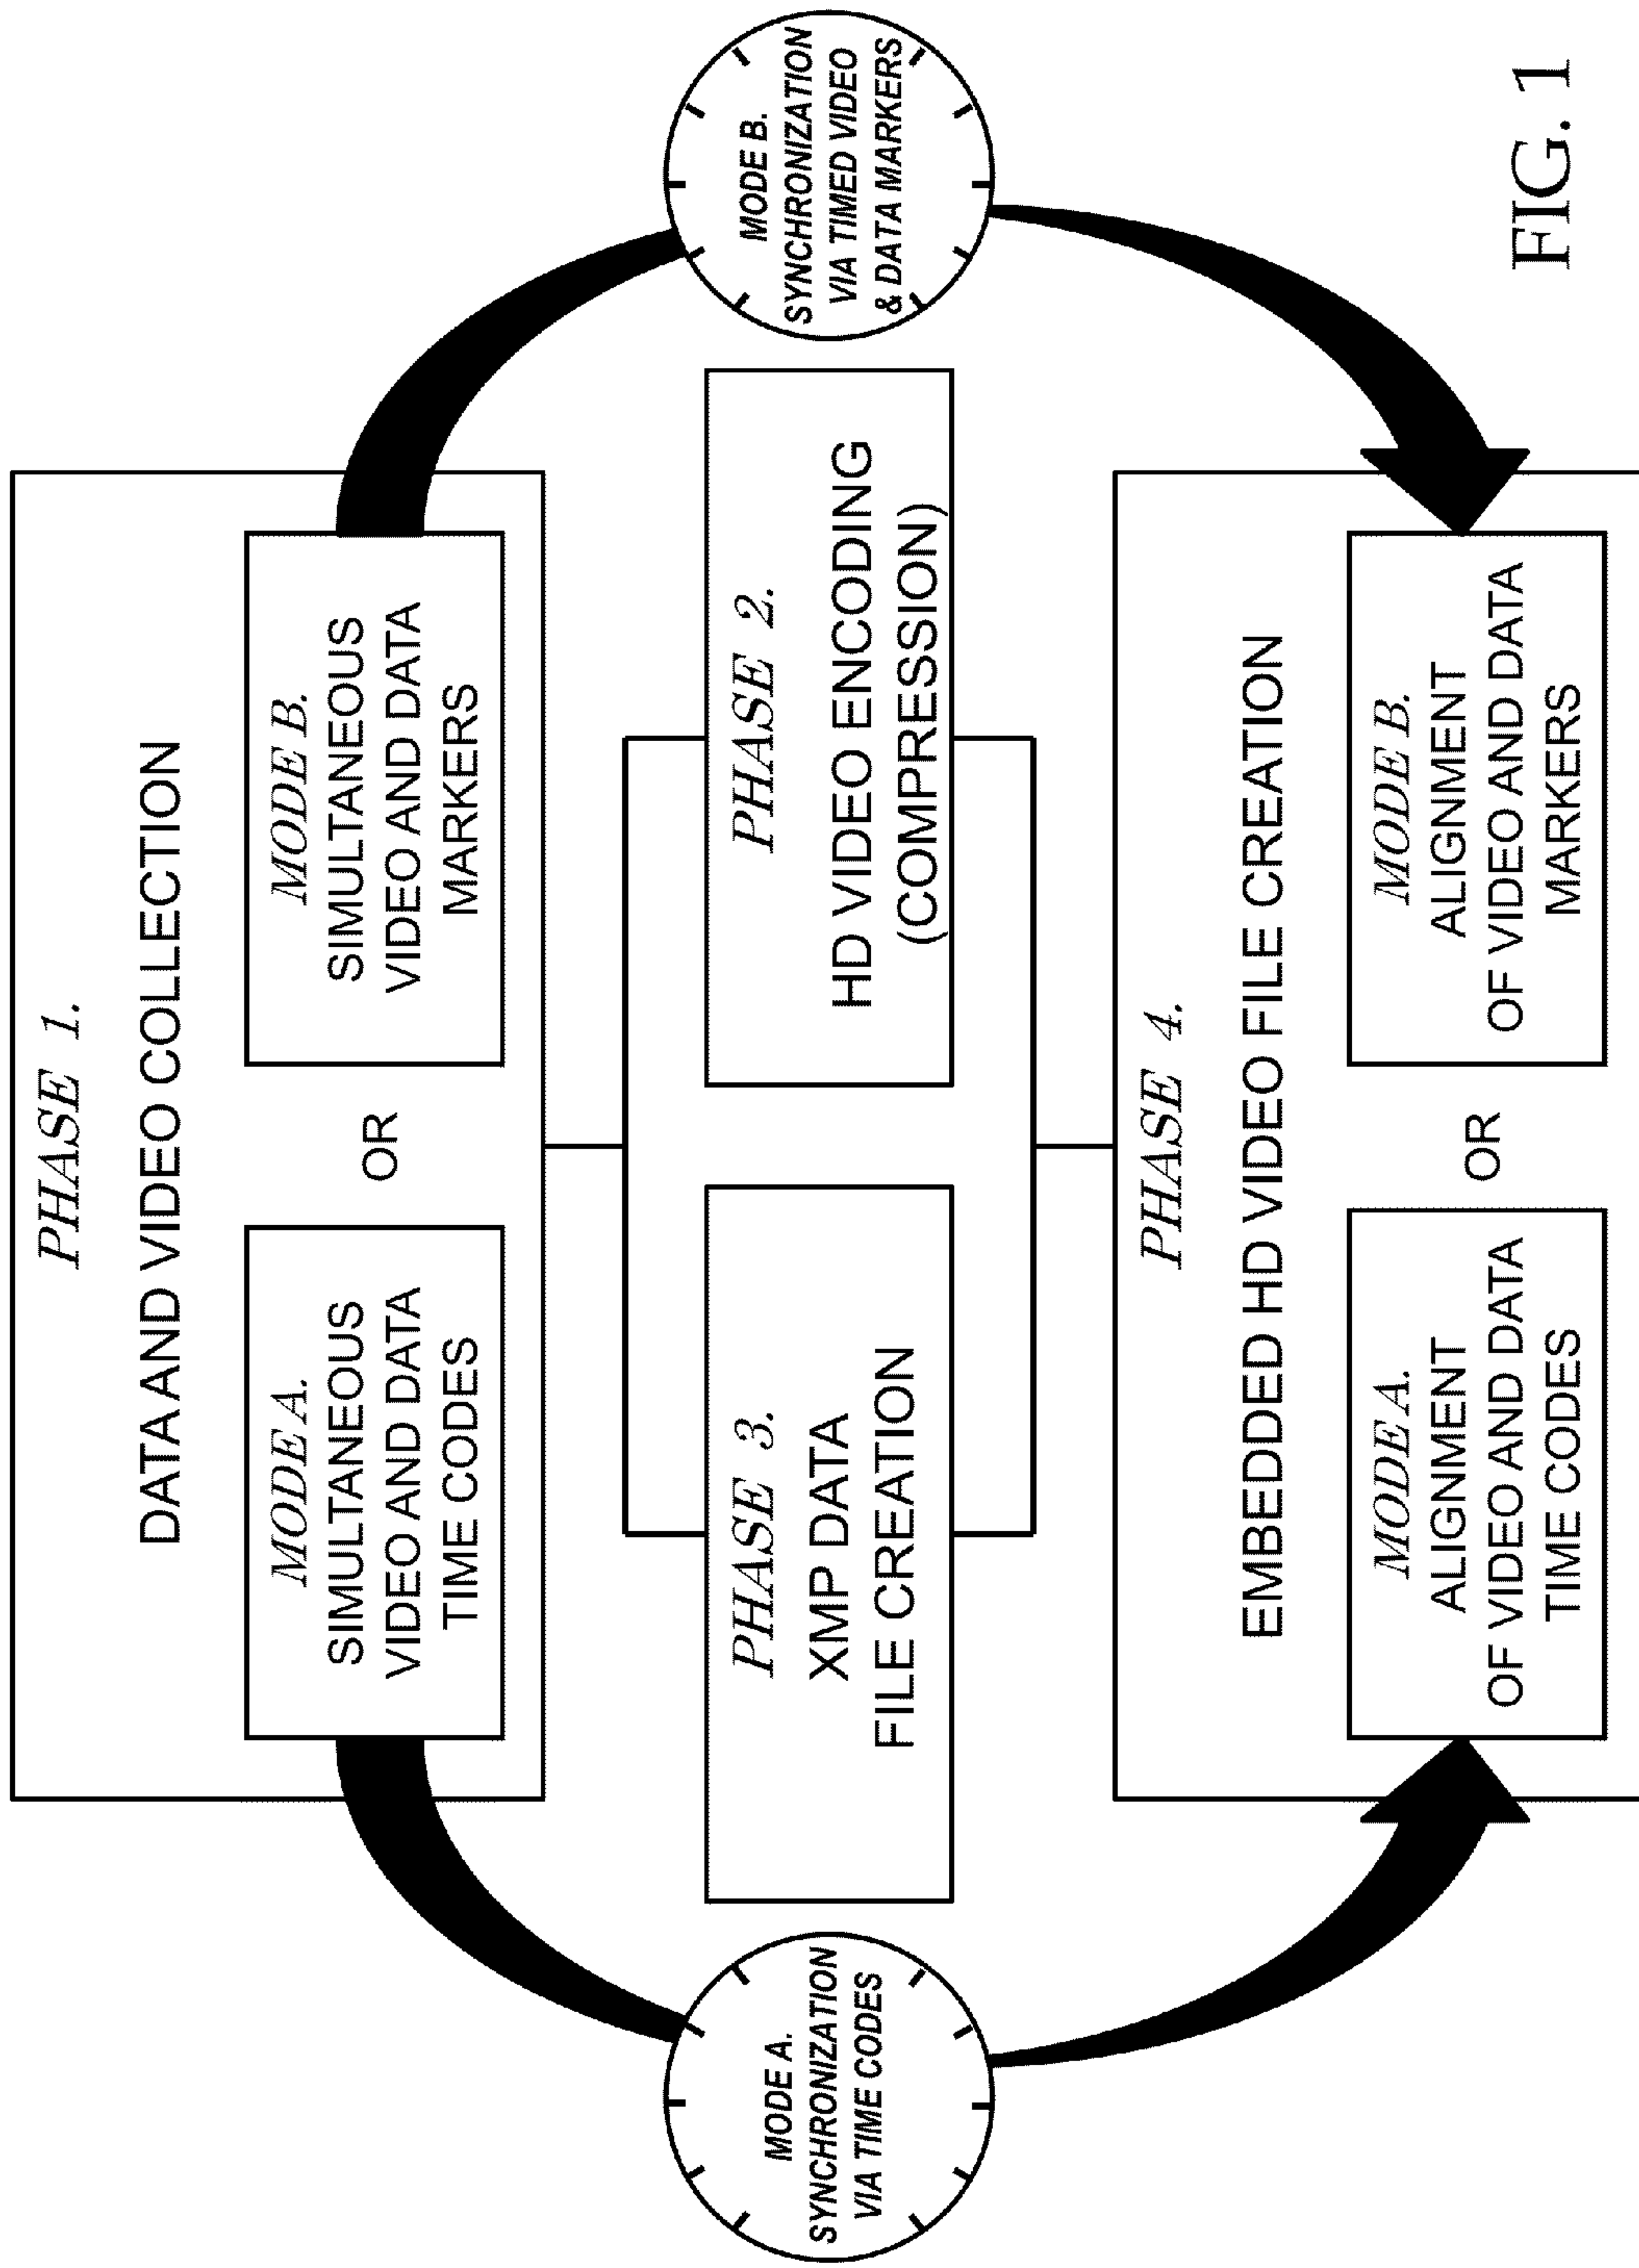 PHASE 1.
DATA AND VIDEO COLLECTION
MODE A.
SIMULTANEOUS
VIDEO AND DATA
TIME CODES
OR
MODE B.
SIMULTANEOUS
VIDEO AND DATA
MARKERS
MODE A.
SYNCHRONIZATION
VIA TIME CODES
PHASE 3.
XMP DATA
FILE CREATION
PHASE 2.
HD VIDEO ENCODING
(COMPRESSION)
MODE B.
SYNCHRONIZATION
VIA TIMED VIDEO
& DATA MARKERS
PHASE 4.
EMBEDDED HD VIDEO FILE CREATION
MODE A.
ALIGNMENT
OF VIDEO AND DATA
TIME CODES
OR
MODE B.
ALIGNMENT
OF VIDEO AND DATA
MARKERS
FIG. 1